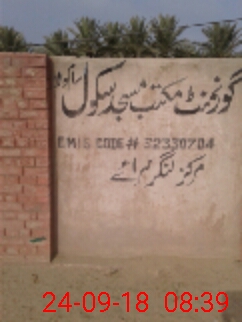 گورنمنٹ مکتب مسجد سکول
EMIS CODE # 32330704
مرکز لنگر سرائے
24-09-18 08:39